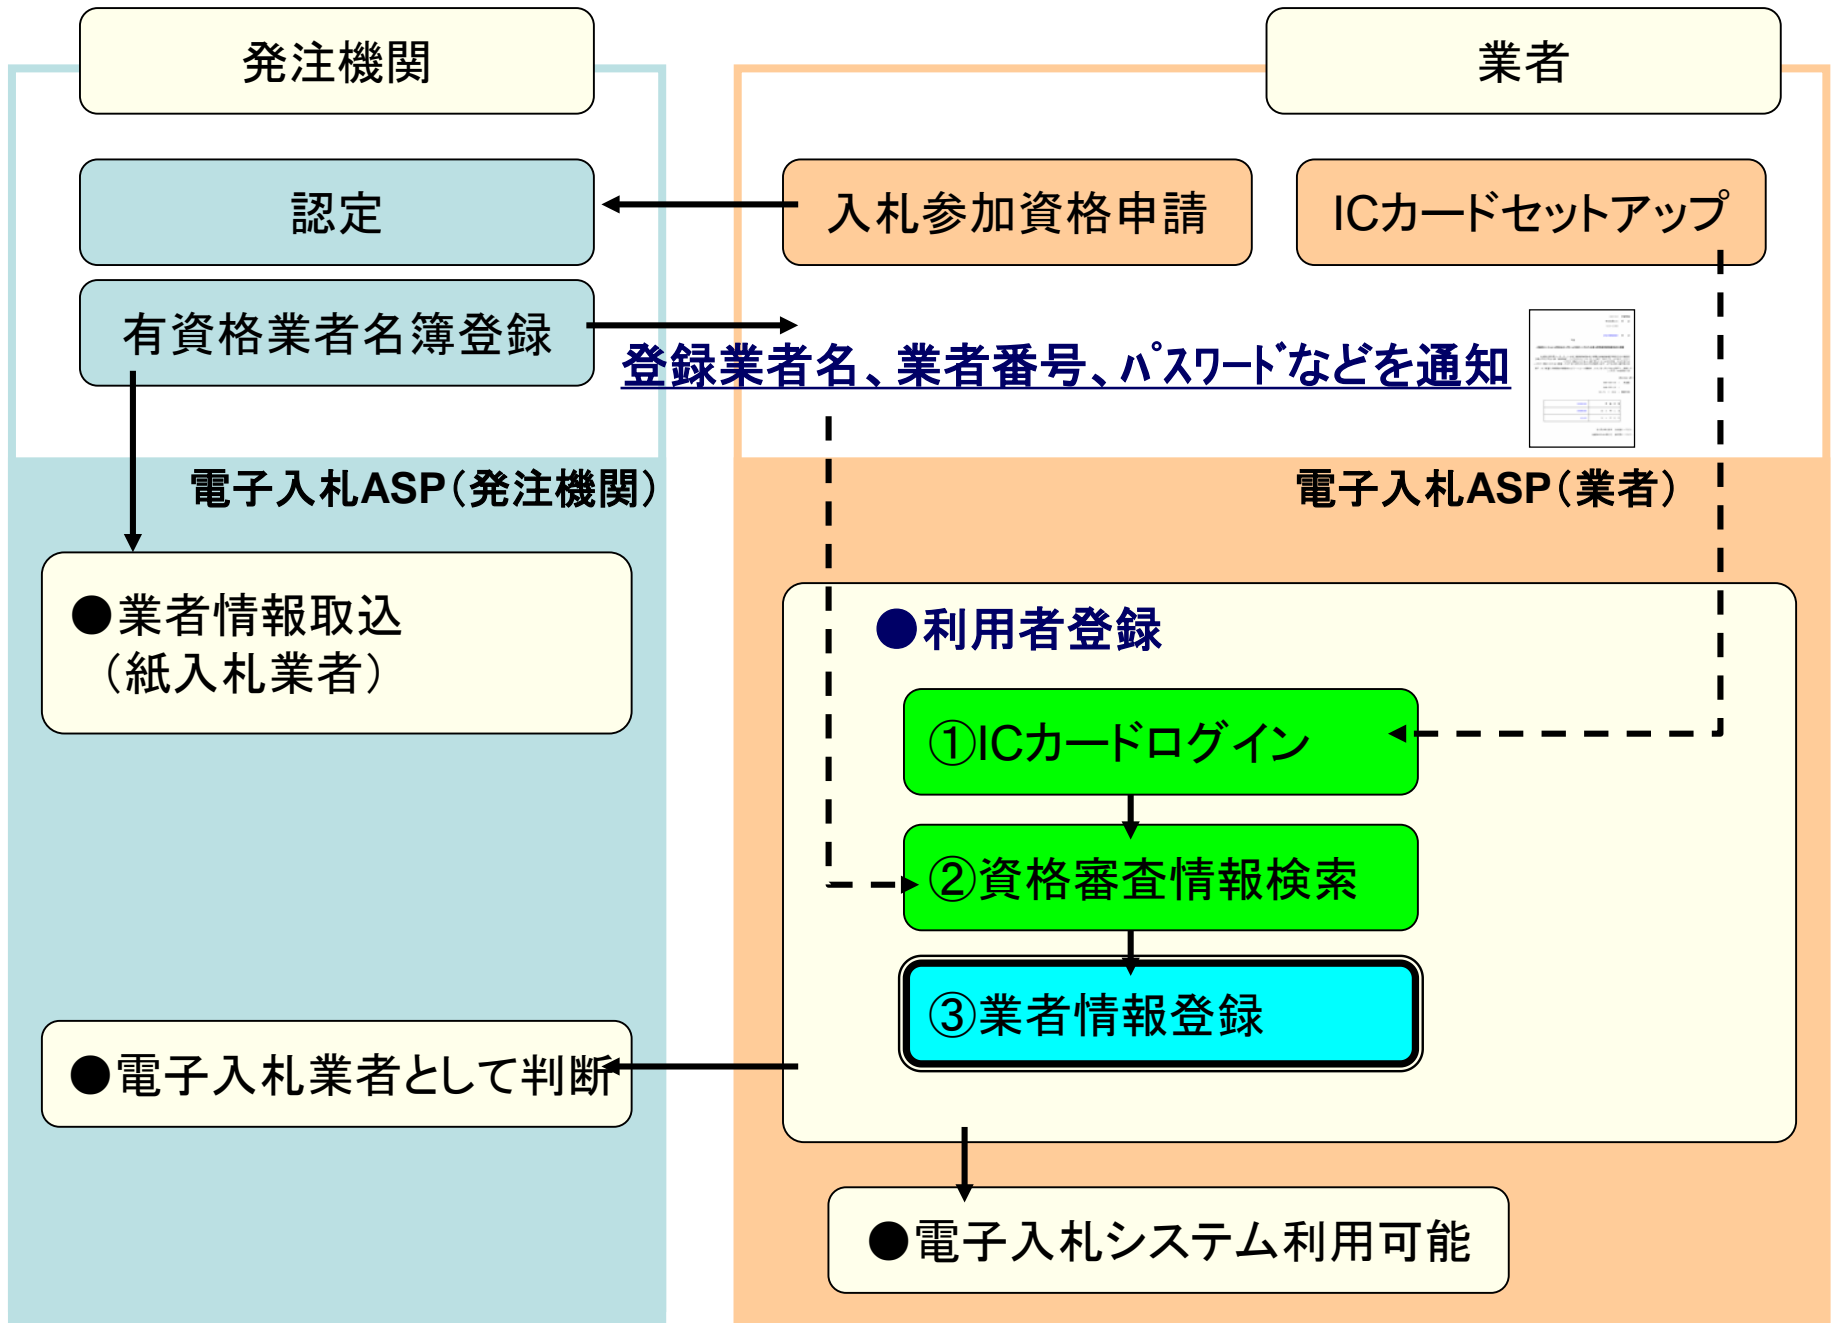 発注機関
業者
認定
入札参加資格申請
ICカードセットアップ
有資格業者名簿登録
登録業者名、業者番号、ﾊﾟｽﾜｰﾄﾞなどを通知
電子入札ASP（発注機関）
電子入札ASP（業者）
●業者情報取込
（紙入札業者）
●利用者登録
①ICカードログイン
②資格審査情報検索
③業者情報登録
●電子入札業者として判断
●電子入札システム利用可能